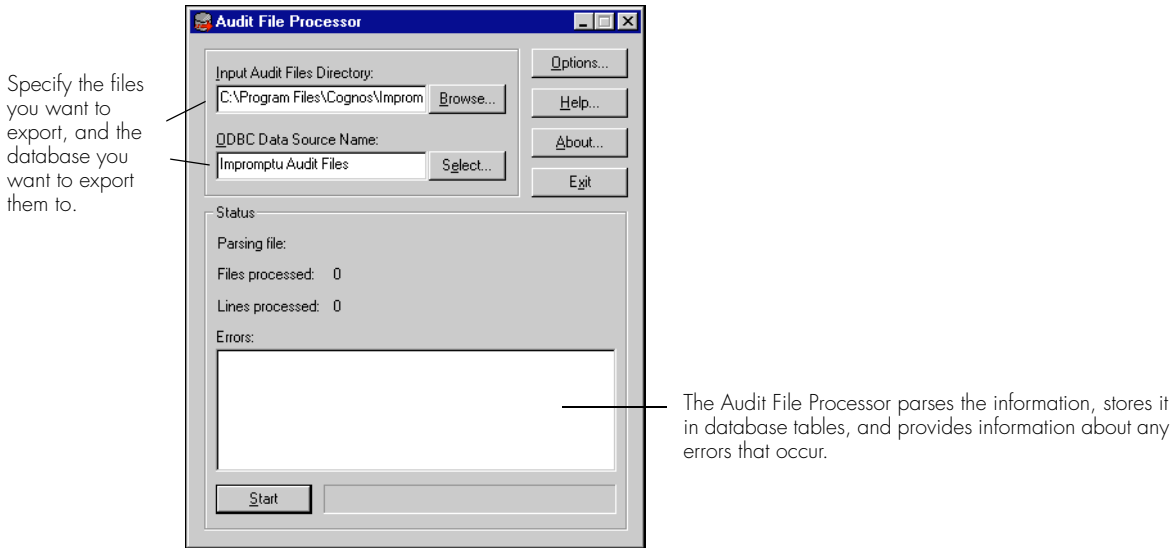 Audit File Processor
Specify the files
you want to
export, and the
database you
want to export
them to.
Input Audit Files Directory:
C:\Program Files\Cognos\Improm
Browse...
ODBC Data Source Name:
Impromptu Audit Files
Select...
Options...
Help...
About...
Exit
Status
Parsing file:
Files processed: 0
Lines processed: 0
Errors:
The Audit File Processor parses the information, stores it
in database tables, and provides information about any
errors that occur.
Start